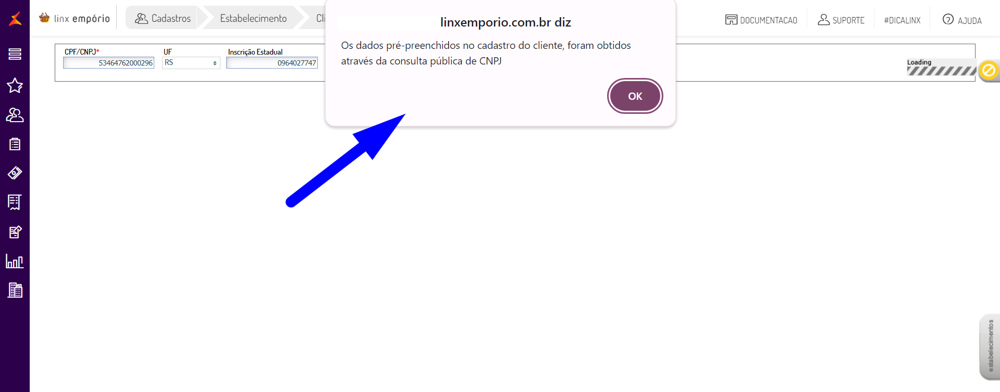 linx empório
Cadastros
Estabelecimento
Cli
linxemporio.com.br diz
Os dados pré-preenchidos no cadastro do cliente, foram obtidos
através da consulta pública de CNPJ
OK
DOCUMENTACAO
SUPORTE
#DICALINX
AJUDA
CPF/CNPJ*
UF
Inscrição Estadual
53464762000296
RS
0964027747
Loading
estabelecimentos